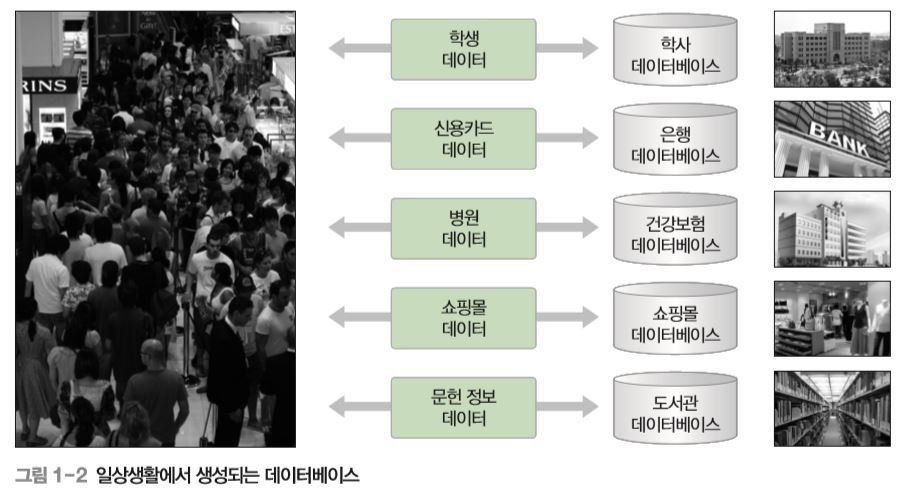 RINS
학생
데이터
학사
데이터베이스
신용카드
데이터
은행
데이터베이스
BANK
병원
데이터
건강보험
데이터베이스
쇼핑몰
데이터
쇼핑몰
데이터베이스
문헌 정보
데이터
도서관
데이터베이스
그림 1-2 일상생활에서 생성되는 데이터베이스